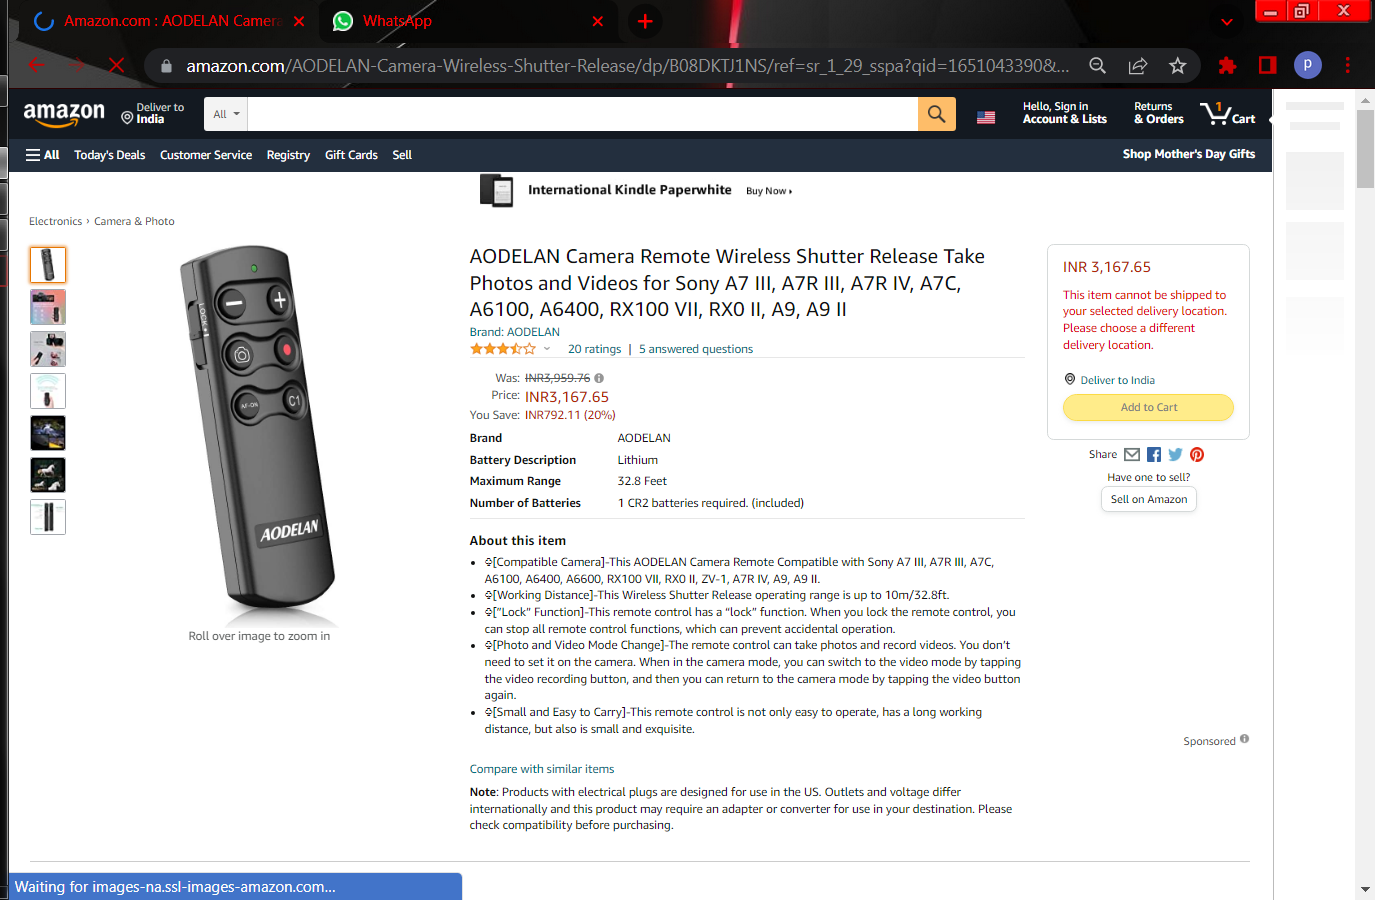 Amazon.com : AODELAN Camera
WhatsApp
amazon.com/AODELAN-Camera-Wireless-Shutter-Release/dp/B08DKTJ1NS/ref=sr_1_29_sspa?qid=1651043390&...
P
amazon
Deliver to
India
All
Hello, Sign in
Account & Lists
Returns
& Orders
1
Cart
All
Today's Deals
Customer Service
Registry
Gift Cards
Sell
Shop Mother's Day Gifts
International Kindle Paperwhite Buy Now
Electronics › Camera & Photo
LOCK
AF-ON
C1
AODELAN
Roll over image to zoom in
AODELAN Camera Remote Wireless Shutter Release Take
Photos and Videos for Sony A7 III, A7R III, A7R IV, A7C,
A6100, A6400, RX100 VII, RX0 II, A9, A9 II
Brand: AODELAN
20 ratings | 5 answered questions
Was: INR3,959.76
Price: INR3,167.65
You Save: INR792.11 (20%)
Brand AODELAN
Battery Description Lithium
Maximum Range 32.8 Feet
Number of Batteries 1 CR2 batteries required. (included)
About this item
• [Compatible Camera]-This AODELAN Camera Remote Compatible with Sony A7 III, A7R III, A7C,
A6100, A6400, A6600, RX100 VII, RX0 II, ZV-1, A7R IV, A9, A9 II.
• [Working Distance]-This Wireless Shutter Release operating range is up to 10m/32.8ft.
• [”Lock” Function]-This remote control has a “lock” function. When you lock the remote control, you
can stop all remote control functions, which can prevent accidental operation.
• [Photo and Video Mode Change]-The remote control can take photos and record videos. You don’t
need to set it on the camera. When in the camera mode, you can switch to the video mode by tapping
the video recording button, and then you can return to the camera mode by tapping the video button
again.
• [Small and Easy to Carry]-This remote control is not only easy to operate, has a long working
distance, but also is small and exquisite.
Compare with similar items
Note: Products with electrical plugs are designed for use in the US. Outlets and voltage differ
internationally and this product may require an adapter or converter for use in your destination. Please
check compatibility before purchasing.
INR 3,167.65
This item cannot be shipped to
your selected delivery location.
Please choose a different
delivery location.
Deliver to India
Add to Cart
Share
Have one to sell?
Sell on Amazon
Sponsored
Waiting for images-na.ssl-images-amazon.com...